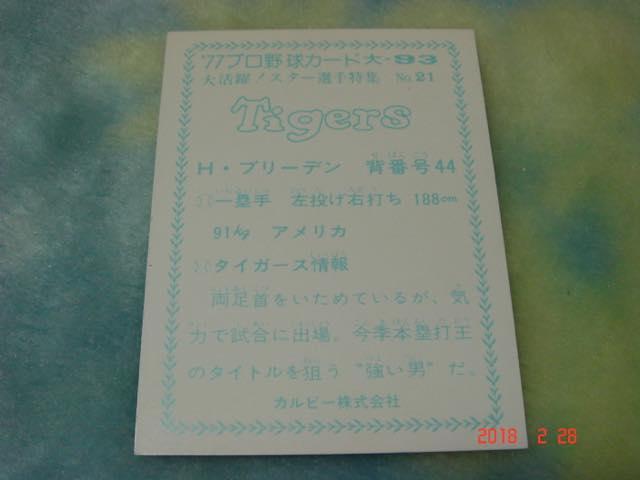 '77プロ野球カード大-93
大活躍！スター選手特集 No.21
Tigers
H・ブリーデン 背番号44
一塁手 左投げ右打ち 188cm
91kg アメリカ
タイガース情報
両足首をいためているが、気
力で試合に出場。今季本塁打王
のタイトルを狙う "強い男" だ。
カルビー株式会社
2018 2 28